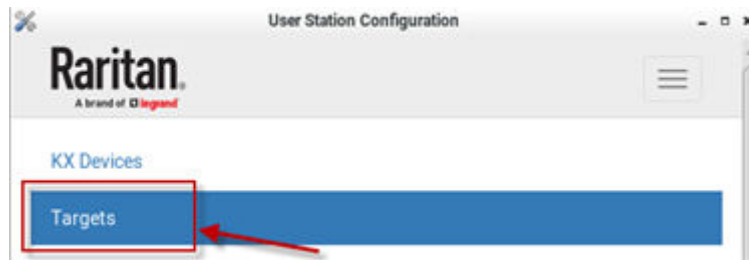 User Station Configuration
Raritan.
A brand of legrand
KX Devices
Targets